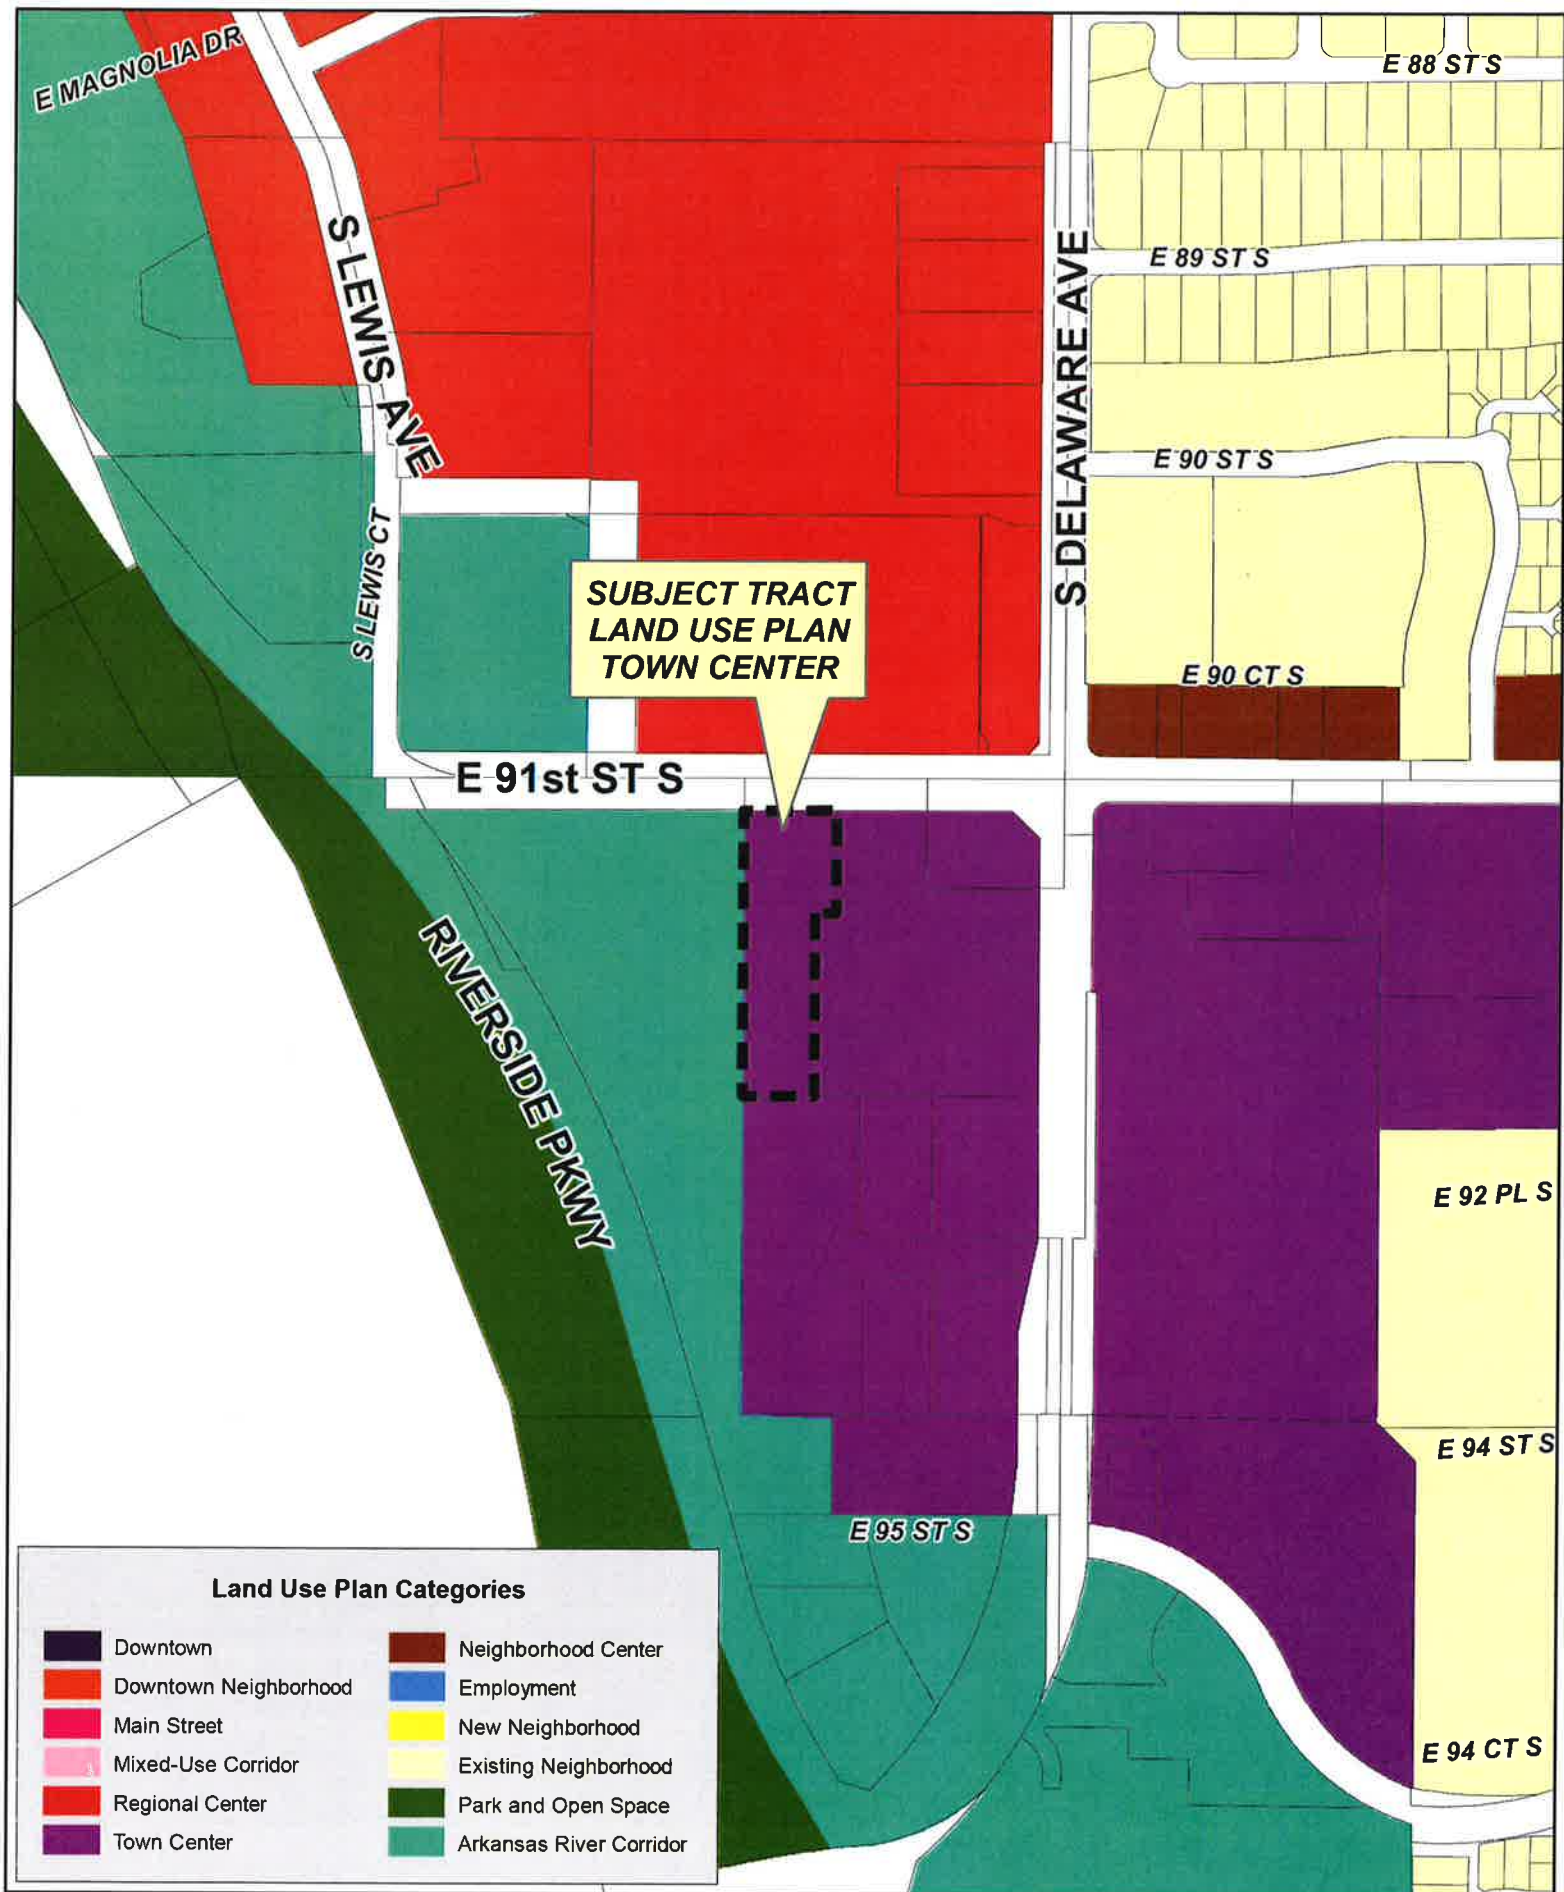 E MAGNOLIA DR
E 88 ST S
S LEWIS AVE
E 89 ST S
S DELAWARE AVE
E 90 ST S
S LEWIS CT
SUBJECT TRACT
LAND USE PLAN
TOWN CENTER
E 90 CT S
E 91st ST S
RIVERSIDE PKWY
E 92 PL S
E 94 ST S
E 95 ST S
E 94 CT S
Land Use Plan Categories
Downtown
Downtown Neighborhood
Main Street
Mixed-Use Corridor
Regional Center
Town Center
Neighborhood Center
Employment
New Neighborhood
Existing Neighborhood
Park and Open Space
Arkansas River Corridor